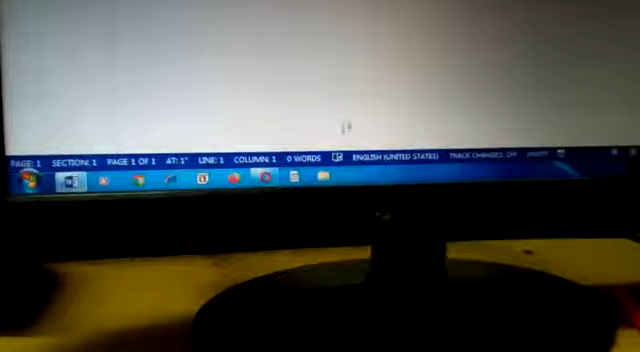 PAGE: 1 SECTION: 1 PAGE 1 OF 1 AT: 1" LINE: 1 COLUMN: 1 0 WORDS ENGLISH (UNITED STATES) TRACK CHANGES: OFF INSERT